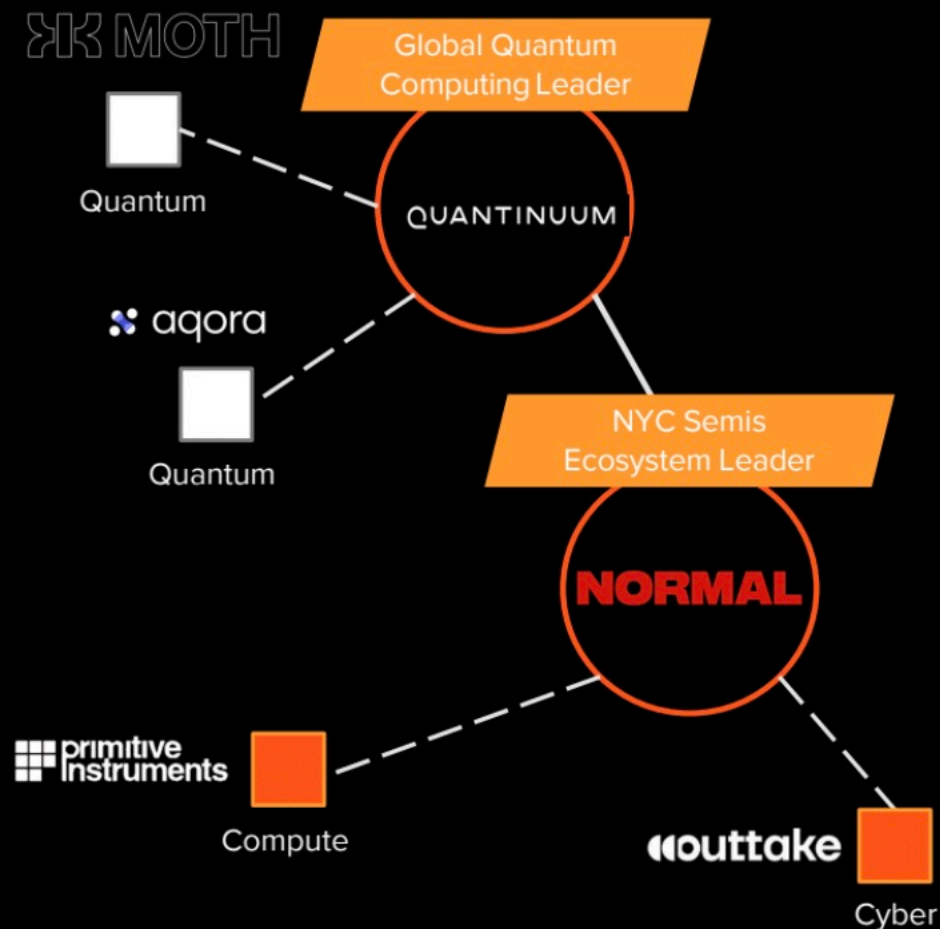 MOTH
Global Quantum
Computing Leader
Quantum
QUANTINUUM
aqora
Quantum
NYC Semis
Ecosystem Leader
NORMAL
primitive
instruments
Compute
outtake
Cyber